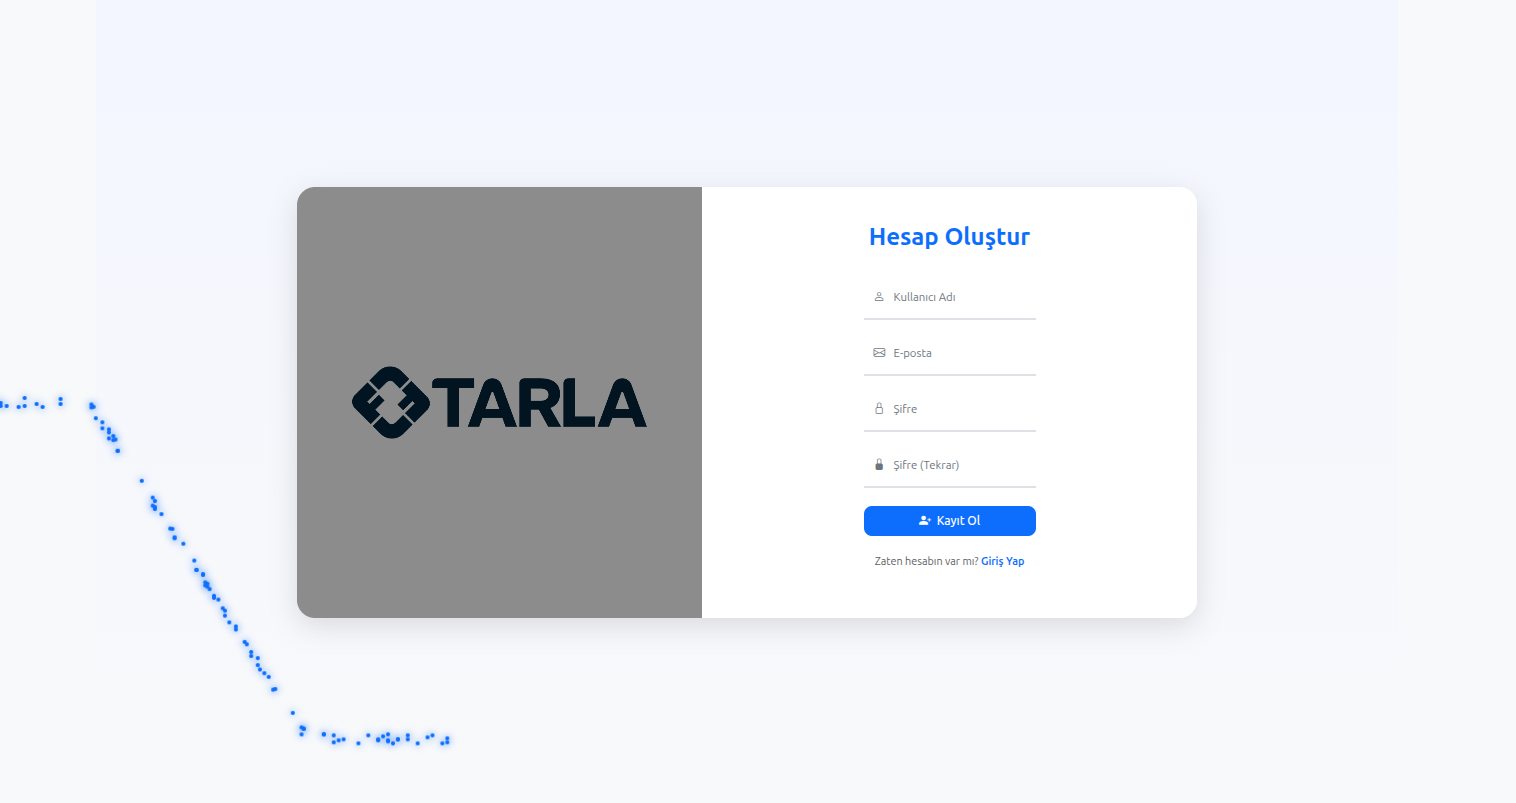 TARLA
Hesap Oluştur
Kullanıcı Adı
E-posta
Şifre
Şifre (Tekrar)
Kayıt Ol
Zaten hesabın var mı? Giriş Yap